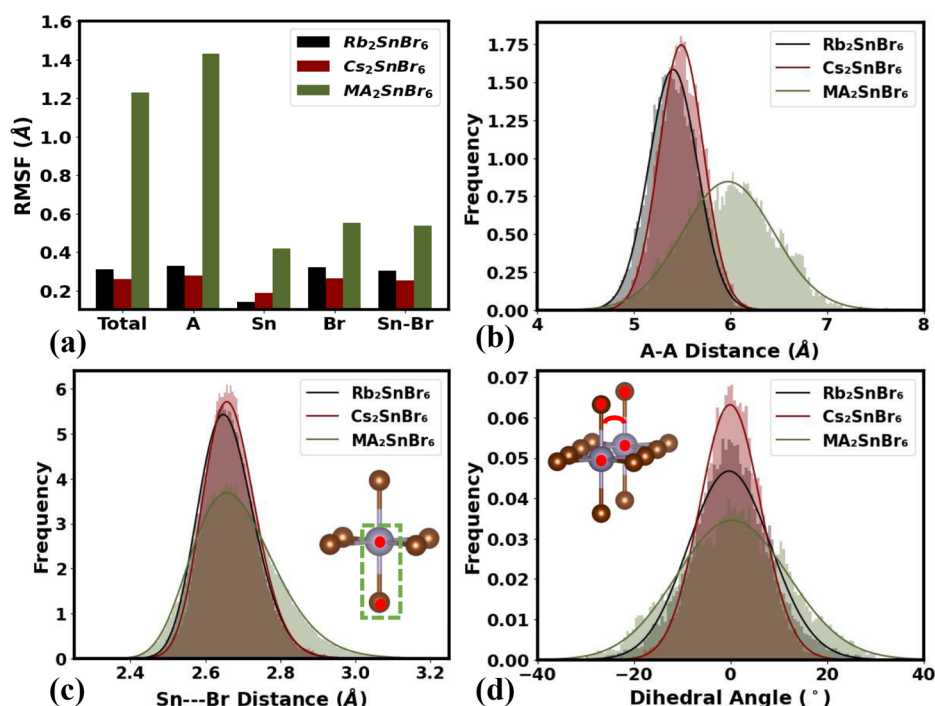 1.6
1.4
1.2
1.0
0.8
0.6
0.4
0.2
RMSF (Å)
Rb₂SnBr₆
Cs₂SnBr₆
MA₂SnBr₆
Total A Sn Br Sn-Br
(a)
1.75
1.50
1.25
1.00
0.75
0.50
0.25
0.00
Frequency
Rb₂SnBr₆
Cs₂SnBr₆
MA₂SnBr₆
4 5 6 7 8
A-A Distance (Å)
(b)
6
5
4
3
2
1
0
Frequency
Rb₂SnBr₆
Cs₂SnBr₆
MA₂SnBr₆
2.4 2.6 2.8 3.0 3.2
Sn---Br Distance (Å)
(c)
0.07
0.06
0.05
0.04
0.03
0.02
0.01
0.00
Frequency
Rb₂SnBr₆
Cs₂SnBr₆
MA₂SnBr₆
−40 −20 0 20 40
Dihedral Angle (°)
(d)